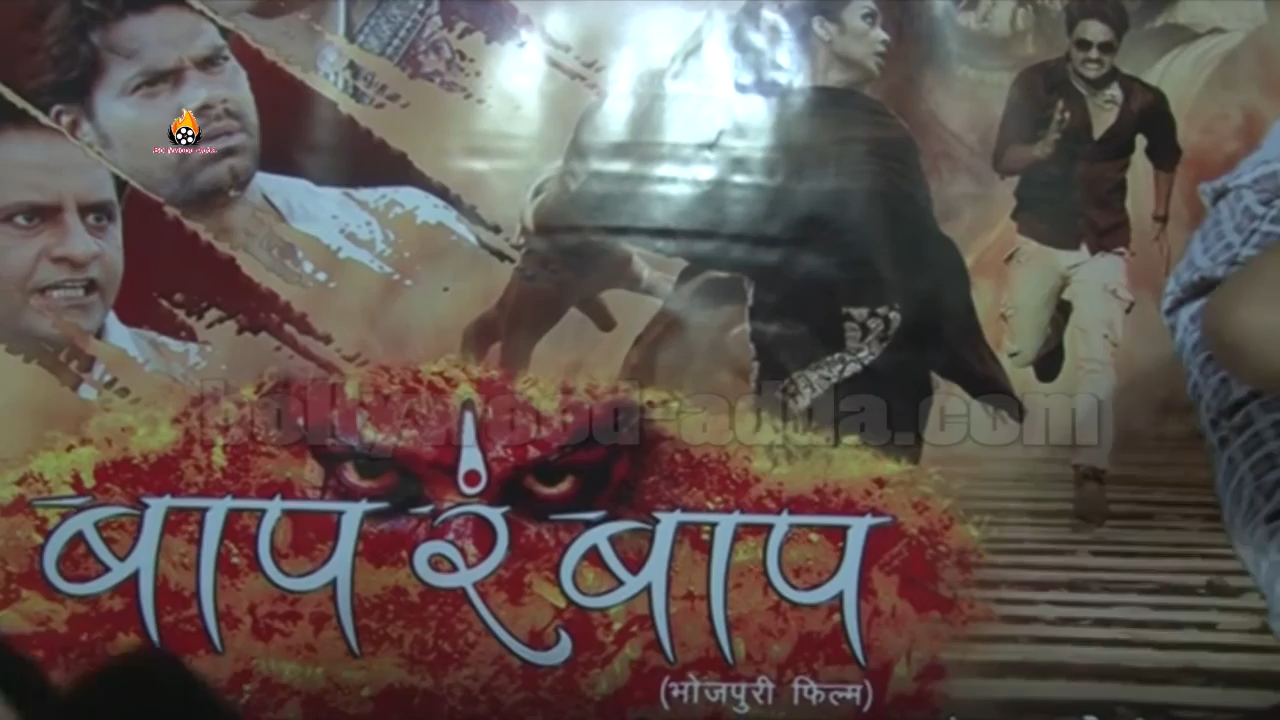 bollywood-adda.com
बाप रे बाप
(भोजपुरी फिल्म)